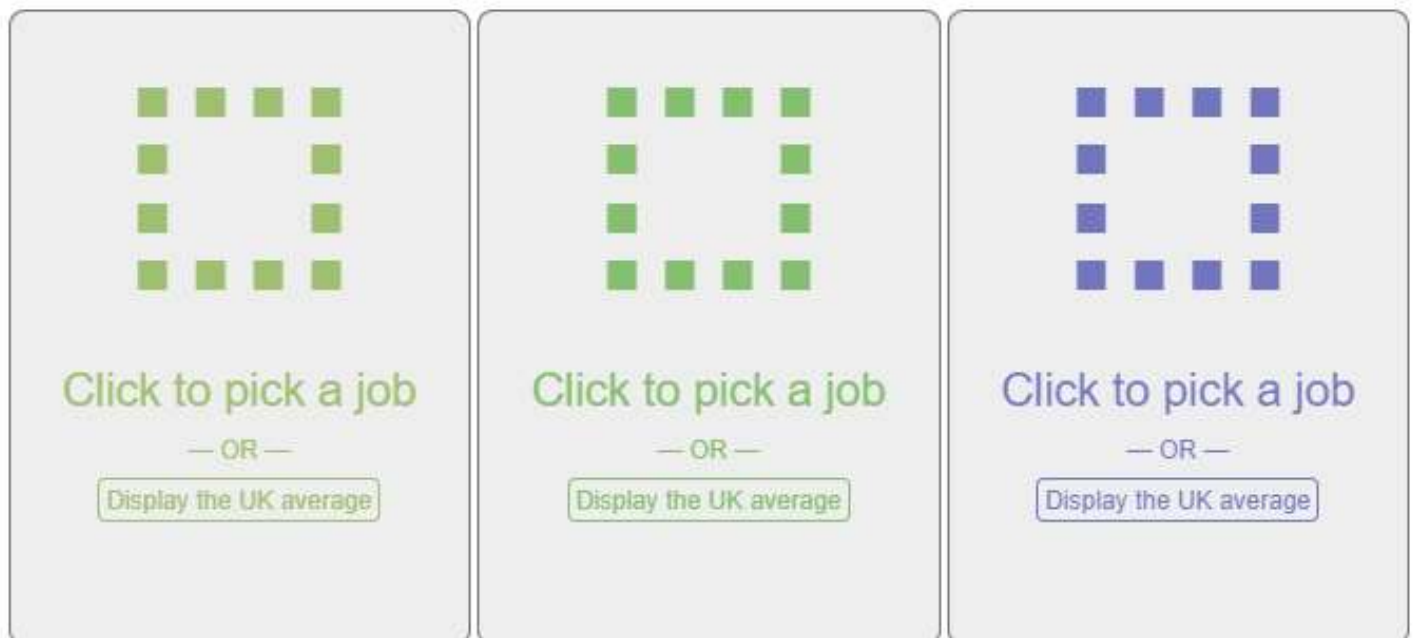 Click to pick a job
— OR —
Display the UK average
Click to pick a job
— OR —
Display the UK average
Click to pick a job
— OR —
Display the UK average